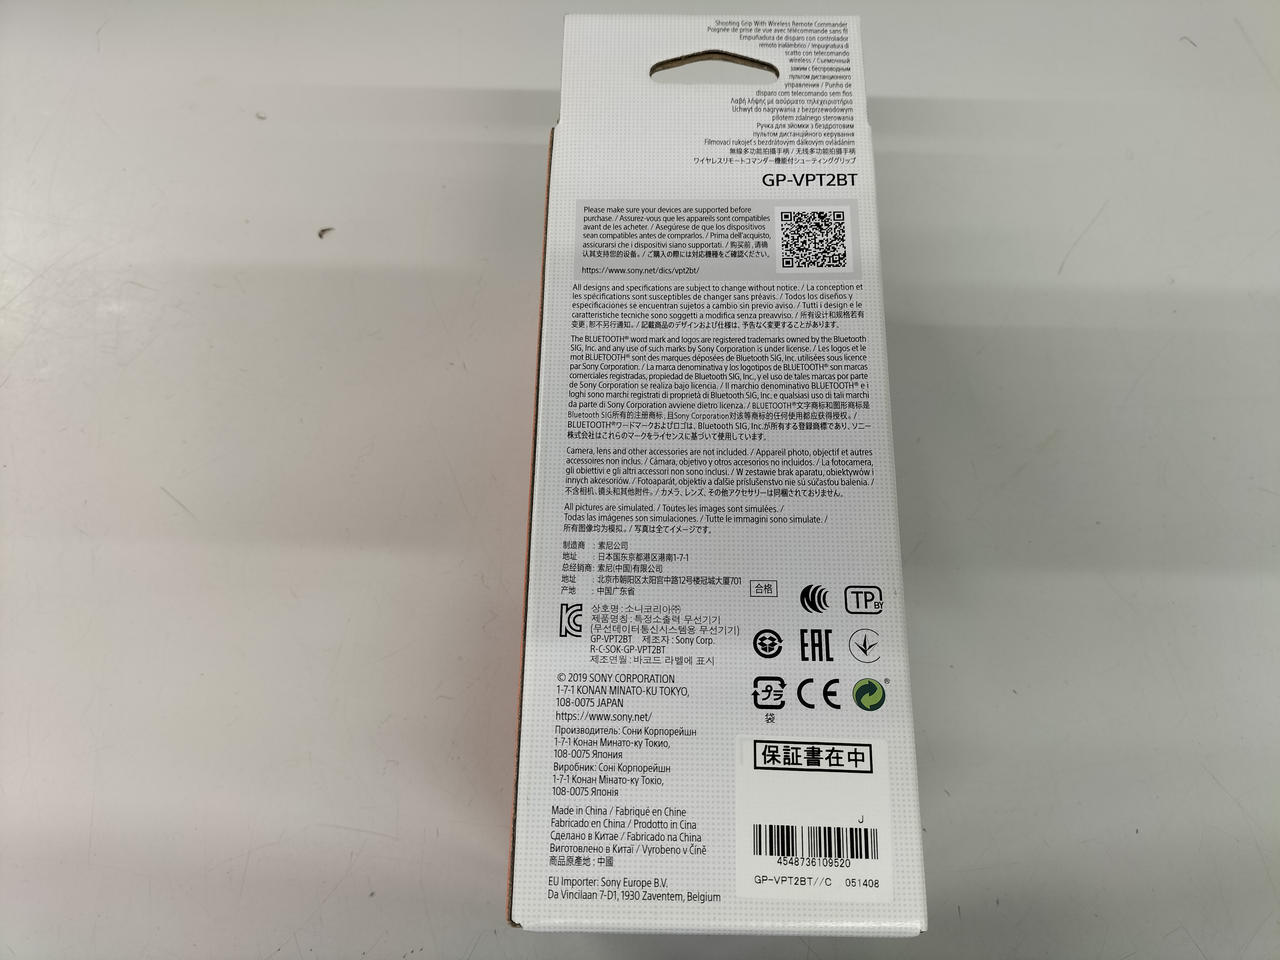 Shooting Grip With Wireless Remote Commander
Poignée de prise de vue avec télécommande sans fil
Empuñadura de disparo con controlador
remoto inalámbrico / Impugnatura di
scatto con telecomando
wireless / Съемочный
зажим с беспроводным
пультом дистанционного
управления / Punho de
disparo com telecomando sem fios
Λαβή λήψης με ασύρματο τηλεχειριστήριο
Uchwyt do nagrywania z bezprzewodowym
pilotem zdalnego sterowania
Ручка для зйомки з бездротовим
пультом дистанційного керування
Filmovací rukojeť s bezdrátovým dálkovým ovládáním
無線多功能拍攝手柄 / 无线多功能拍摄手柄
ワイヤレスリモートコマンダー機能付シューティンググリップ
GP-VPT2BT
Please make sure your devices are supported before
purchase. / Assurez-vous que les appareils sont compatibles
avant de les acheter. / Asegúrese de que los dispositivos
sean compatibles antes de comprarlos. / Prima dell'acquisto,
assicurarsi che i dispositivi siano supportati. / 购买前，请确
认其支持您的设备。/ ご購入の際には対応機種をご確認ください。
https://www.sony.net/dics/vpt2bt/
All designs and specifications are subject to change without notice. / La conception et
les spécifications sont susceptibles de changer sans préavis. / Todos los diseños y
especificaciones se encuentran sujetos a cambio sin previo aviso. / Tutti i design e le
caratteristiche tecniche sono soggetti a modifica senza preavviso. / 所有设计和规格若有
变更，恕不另行通知。/ 記載商品のデザインおよび仕様は、予告なく変更することがあります。
The BLUETOOTH® word mark and logos are registered trademarks owned by the Bluetooth
SIG, Inc. and any use of such marks by Sony Corporation is under license. / Les logos et le
mot BLUETOOTH® sont des marques déposées de Bluetooth SIG, Inc. utilisées sous licence
par Sony Corporation. / La marca denominativa y los logotipos de BLUETOOTH® son marcas
comerciales registradas, propiedad de Bluetooth SIG, Inc., y el uso de tales marcas por parte
de Sony Corporation se realiza bajo licencia. / Il marchio denominativo BLUETOOTH® e i
loghi sono marchi registrati di proprietà di Bluetooth SIG, Inc. e qualsiasi uso di tali marchi
da parte di Sony Corporation avviene dietro licenza. / BLUETOOTH®文字商标和图形商标是
Bluetooth SIG所有的注册商标，且Sony Corporation对该等商标的任何使用都应获得授权。/
BLUETOOTH®ワードマークおよびロゴは、Bluetooth SIG, Inc.が所有する登録商標であり、ソニー
株式会社はこれらのマークをライセンスに基づいて使用しています。
Camera, lens and other accessories are not included. / Appareil photo, objectif et autres
accessoires non inclus. / Cámara, objetivo y otros accesorios no incluidos. / La fotocamera,
gli obiettivi e gli altri accessori non sono inclusi. / W zestawie brak aparatu, obiektywów i
innych akcesoriów. / Fotoaparát, objektív a ďalšie príslušenstvo nie sú súčasťou balenia. /
不含相机、镜头和其他附件。/ カメラ、レンズ、その他アクセサリーは同梱されておりません。
All pictures are simulated. / Toutes les images sont simulées. /
Todas las imágenes son simulaciones. / Tutte le immagini sono simulate. /
所有图像均为模拟。/ 写真は全てイメージです。
制造商 : 索尼公司
地址 : 日本国东京都港区港南1-7-1
总经销商 : 索尼(中国)有限公司
地址 : 北京市朝阳区太阳宫中路12号楼冠城大厦701
产地 : 中国广东省
合格
TP BY
상호명 : 소니코리아㈜
제품명칭 : 특정소출력 무선기기
(무선데이터통신시스템용 무선기기)
GP-VPT2BT 제조자 : Sony Corp.
R-C-SOK-GP-VPT2BT
제조연월 : 바코드 라벨에 표시
EAC
© 2019 SONY CORPORATION
1-7-1 KONAN MINATO-KU TOKYO,
108-0075 JAPAN
https://www.sony.net/
プラ
袋
CE
®
Производитель: Сони Корпорейшн
1-7-1 Конан Минато-ку Токио,
108-0075 Япония
Виробник: Соні Корпорейшн
1-7-1 Конан Мінато-ку Токіо,
108-0075 Японія
Made in China / Fabriqué en Chine
Fabricado en China / Prodotto in Cina
Сделано в Китае / Fabricado na China
Виготовлено в Китаї / Vyrobeno v Číně
商品原產地 : 中國
EU Importer: Sony Europe B.V.
Da Vincilaan 7-D1, 1930 Zaventem, Belgium
保証書在中
J
4548736109520
GP-VPT2BT//C 051408